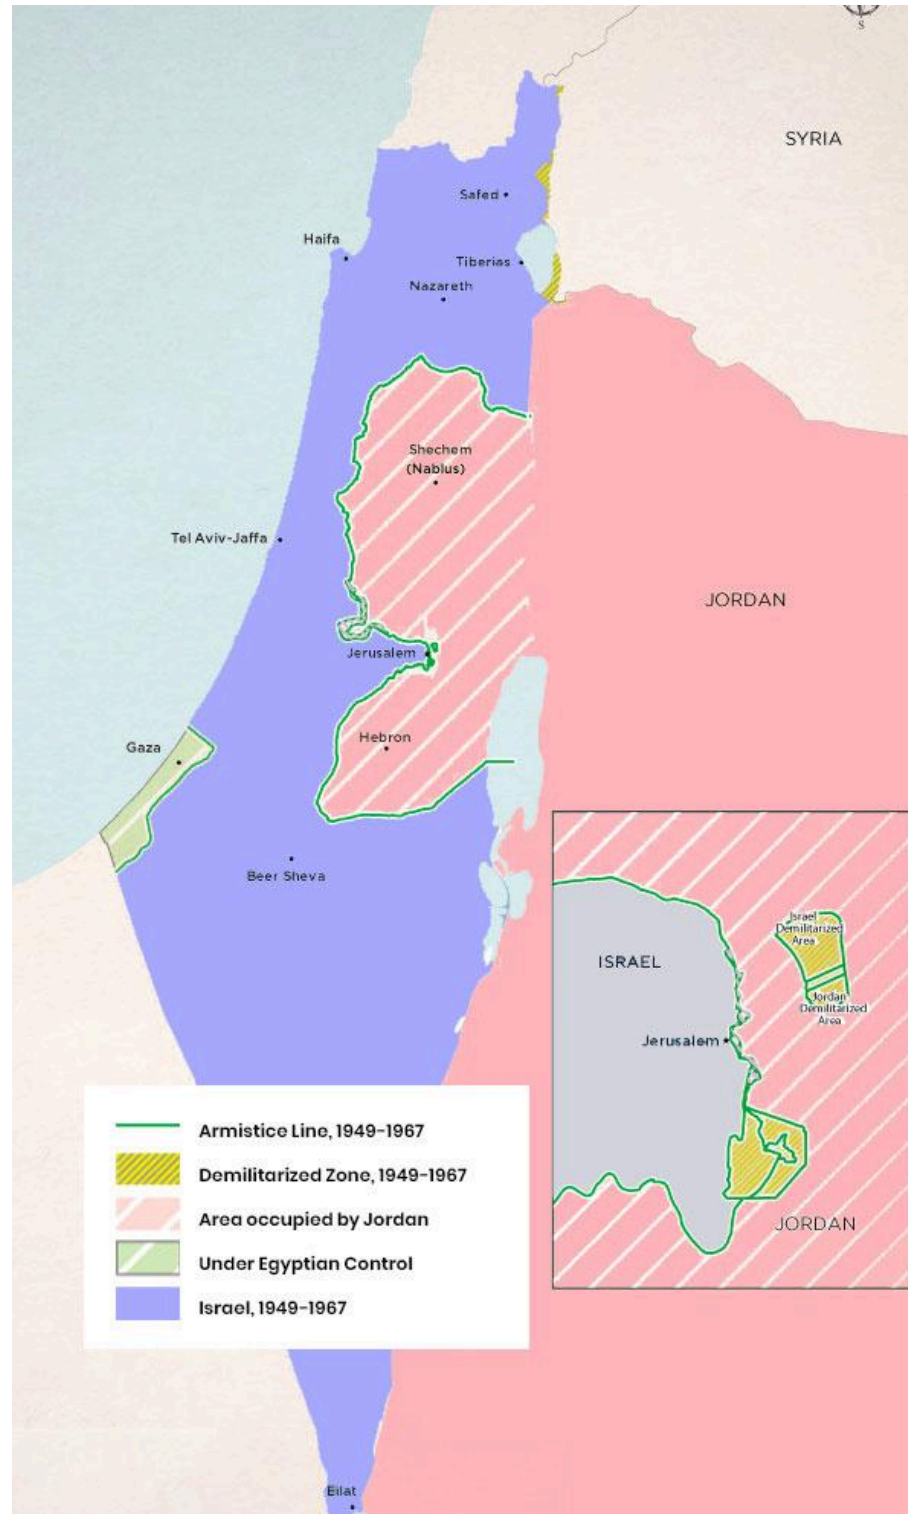 S
SYRIA
Safed
Haifa
Tiberias
Nazareth
Shechem
(Nablus)
Tel Aviv-Jaffa
JORDAN
Jerusalem
Hebron
Gaza
Beer Sheva
Israel
Demilitarized
Area
ISRAEL
Jordan
Demilitarized
Area
Jerusalem
JORDAN
Armistice Line, 1949-1967
Demilitarized Zone, 1949-1967
Area occupied by Jordan
Under Egyptian Control
Israel, 1949-1967
Eilat